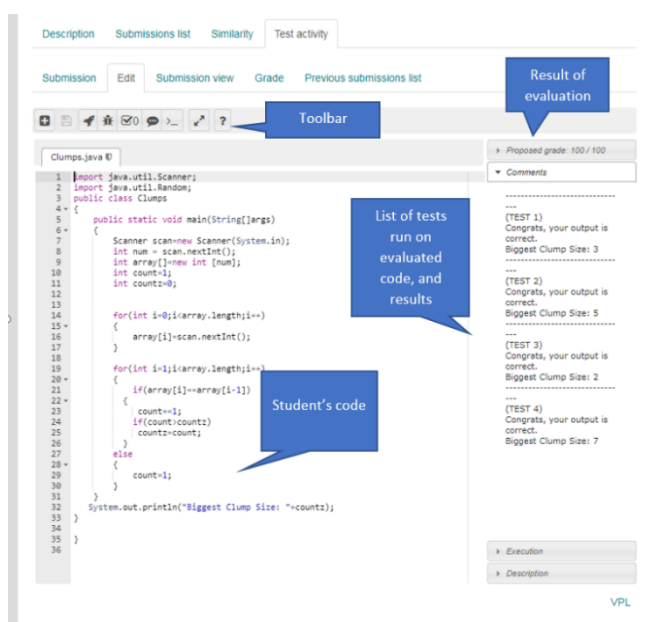 Description Submissions list Similarity Test activity
Submission Edit Submission view Grade Previous submissions list
Result of
evaluation
Toolbar
0
?
Clumps.java
Proposed grade: 100 / 100
Comments
1 import java.util.Scanner;
2 import java.util.Random;
3 public class Clumps
4 {
5 public static void main(String[]args)
6 {
7 Scanner scan=new Scanner(System.in);
8 int num = scan.nextInt();
9 int array[]=new int [num];
10 int count=1;
11 int countz=0;
12
13
14 for(int i=0;i<array.length;i++)
15 {
16 array[i]=scan.nextInt();
17 }
18
19 for(int i=1;i<array.length;i++)
20 {
21 if(array[i]==array[i-1])
22 {
23 count+=1;
24 if(count>countz)
25 countz=count;
26 }
27 else
28 {
29 count=1;
30 }
31 }
32 System.out.println("Biggest Clump Size: "+countz);
33 }
34
35 }
36
List of tests
run on
evaluated
code, and
results
Student's code
-----------------------------
---
(TEST 1)
Congrats, your output is
correct.
Biggest Clump Size: 3
-----------------------------
---
(TEST 2)
Congrats, your output is
correct.
Biggest Clump Size: 5
-----------------------------
---
(TEST 3)
Congrats, your output is
correct.
Biggest Clump Size: 2
-----------------------------
---
(TEST 4)
Congrats, your output is
correct.
Biggest Clump Size: 7
Execution
Description
VPL